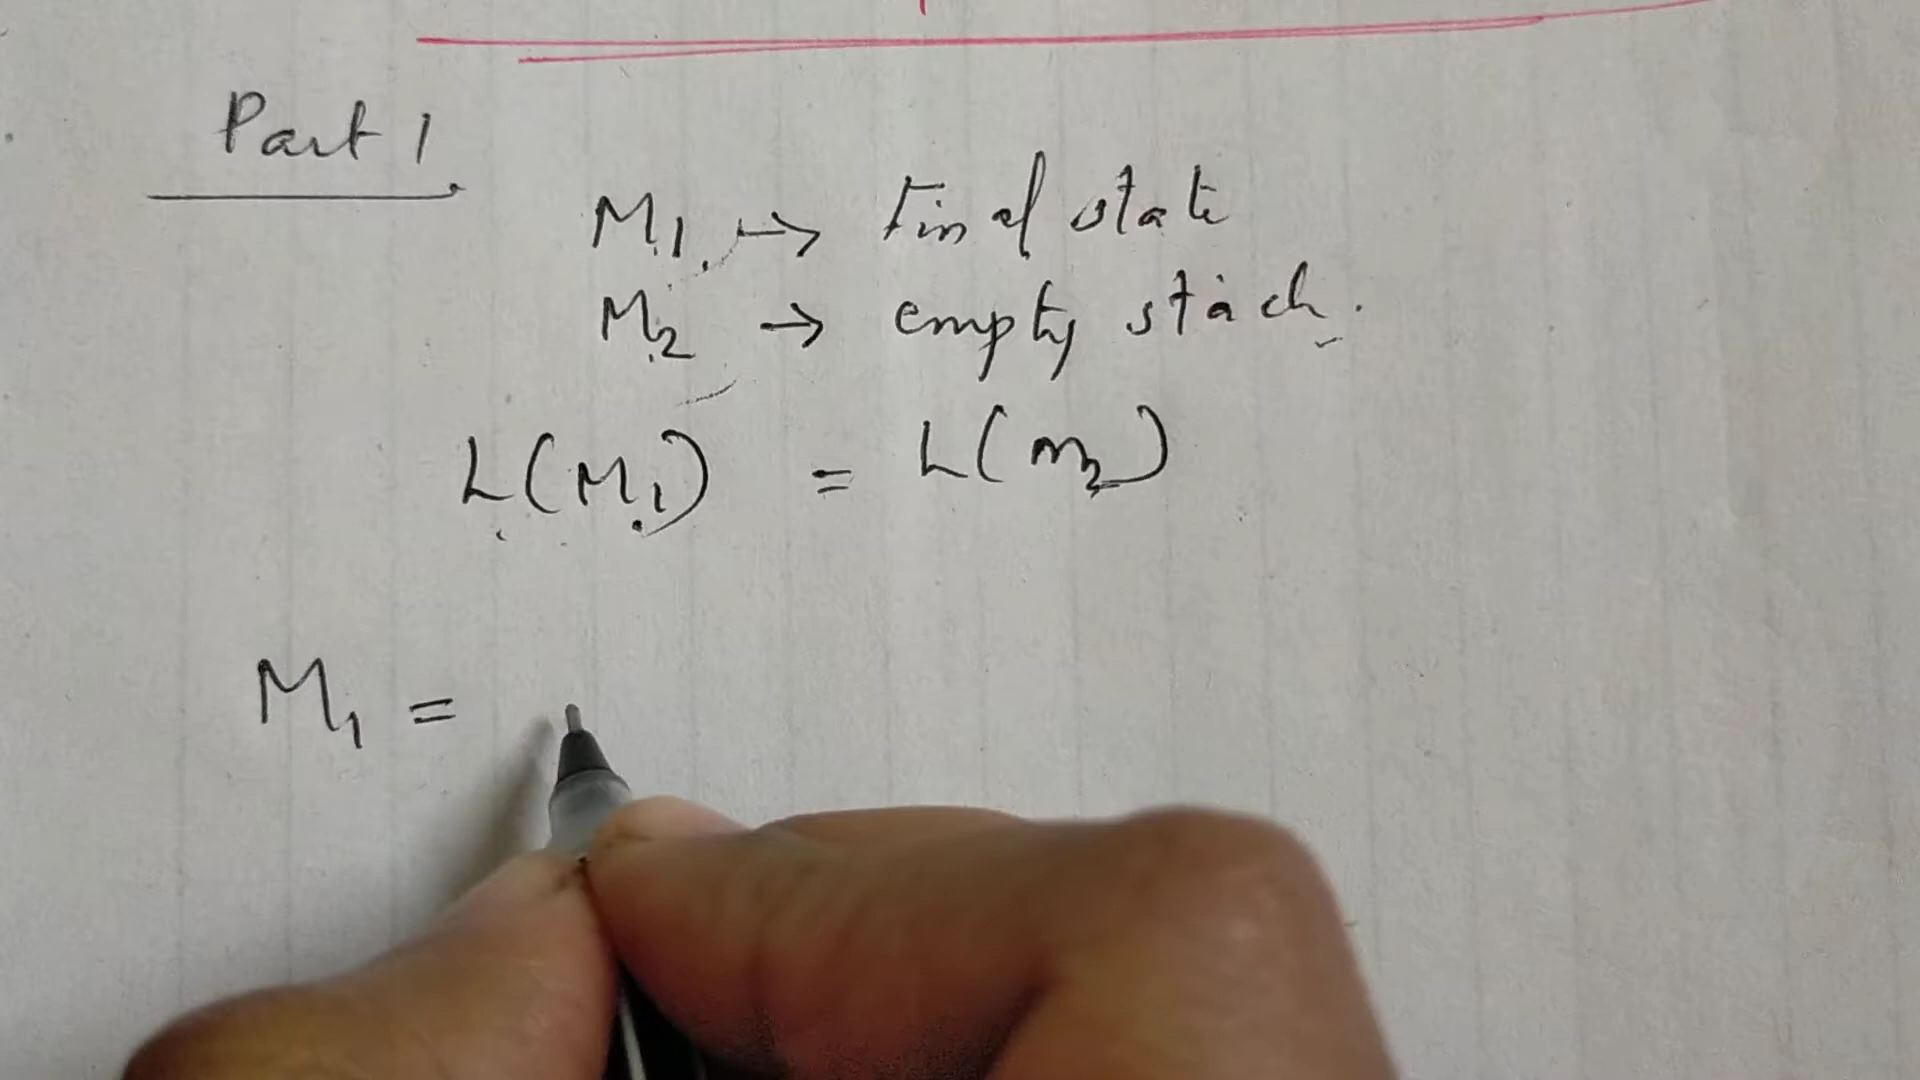 Part 1
M1 → Final state
M2 → empty stack.
L(M1) = L(M2)
M1 =